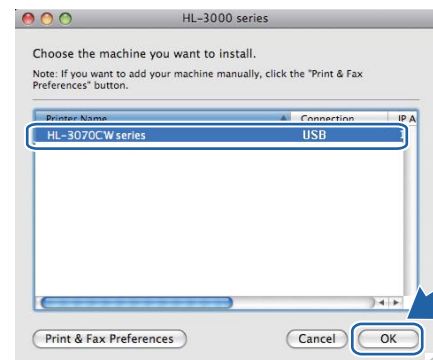 HL-3000 series
Choose the machine you want to install.
Note: If you want to add your machine manually, click the "Print & Fax
Preferences" button.
Printer Name Connection IP A
HL-3070CW series USB
Print & Fax Preferences Cancel OK